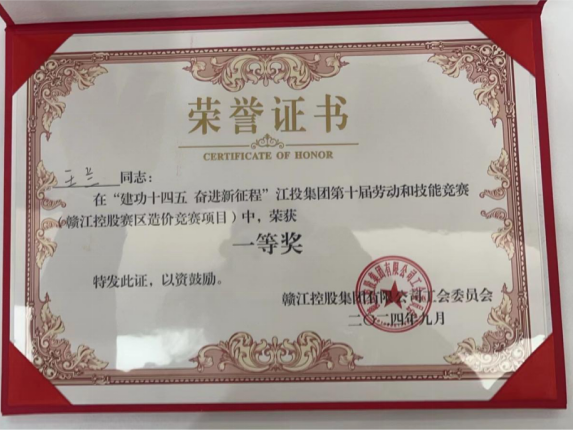 荣誉证书
CERTIFICATE OF HONOR
王兰 同志：
在“建功十四五 奋进新征程”江投集团第十届劳动和技能竞赛
（赣江控股赛区造价竞赛项目）中，荣获
一等奖
特发此证，以资鼓励。
赣江控股集团有限公司工会委员会
二〇二四年九月